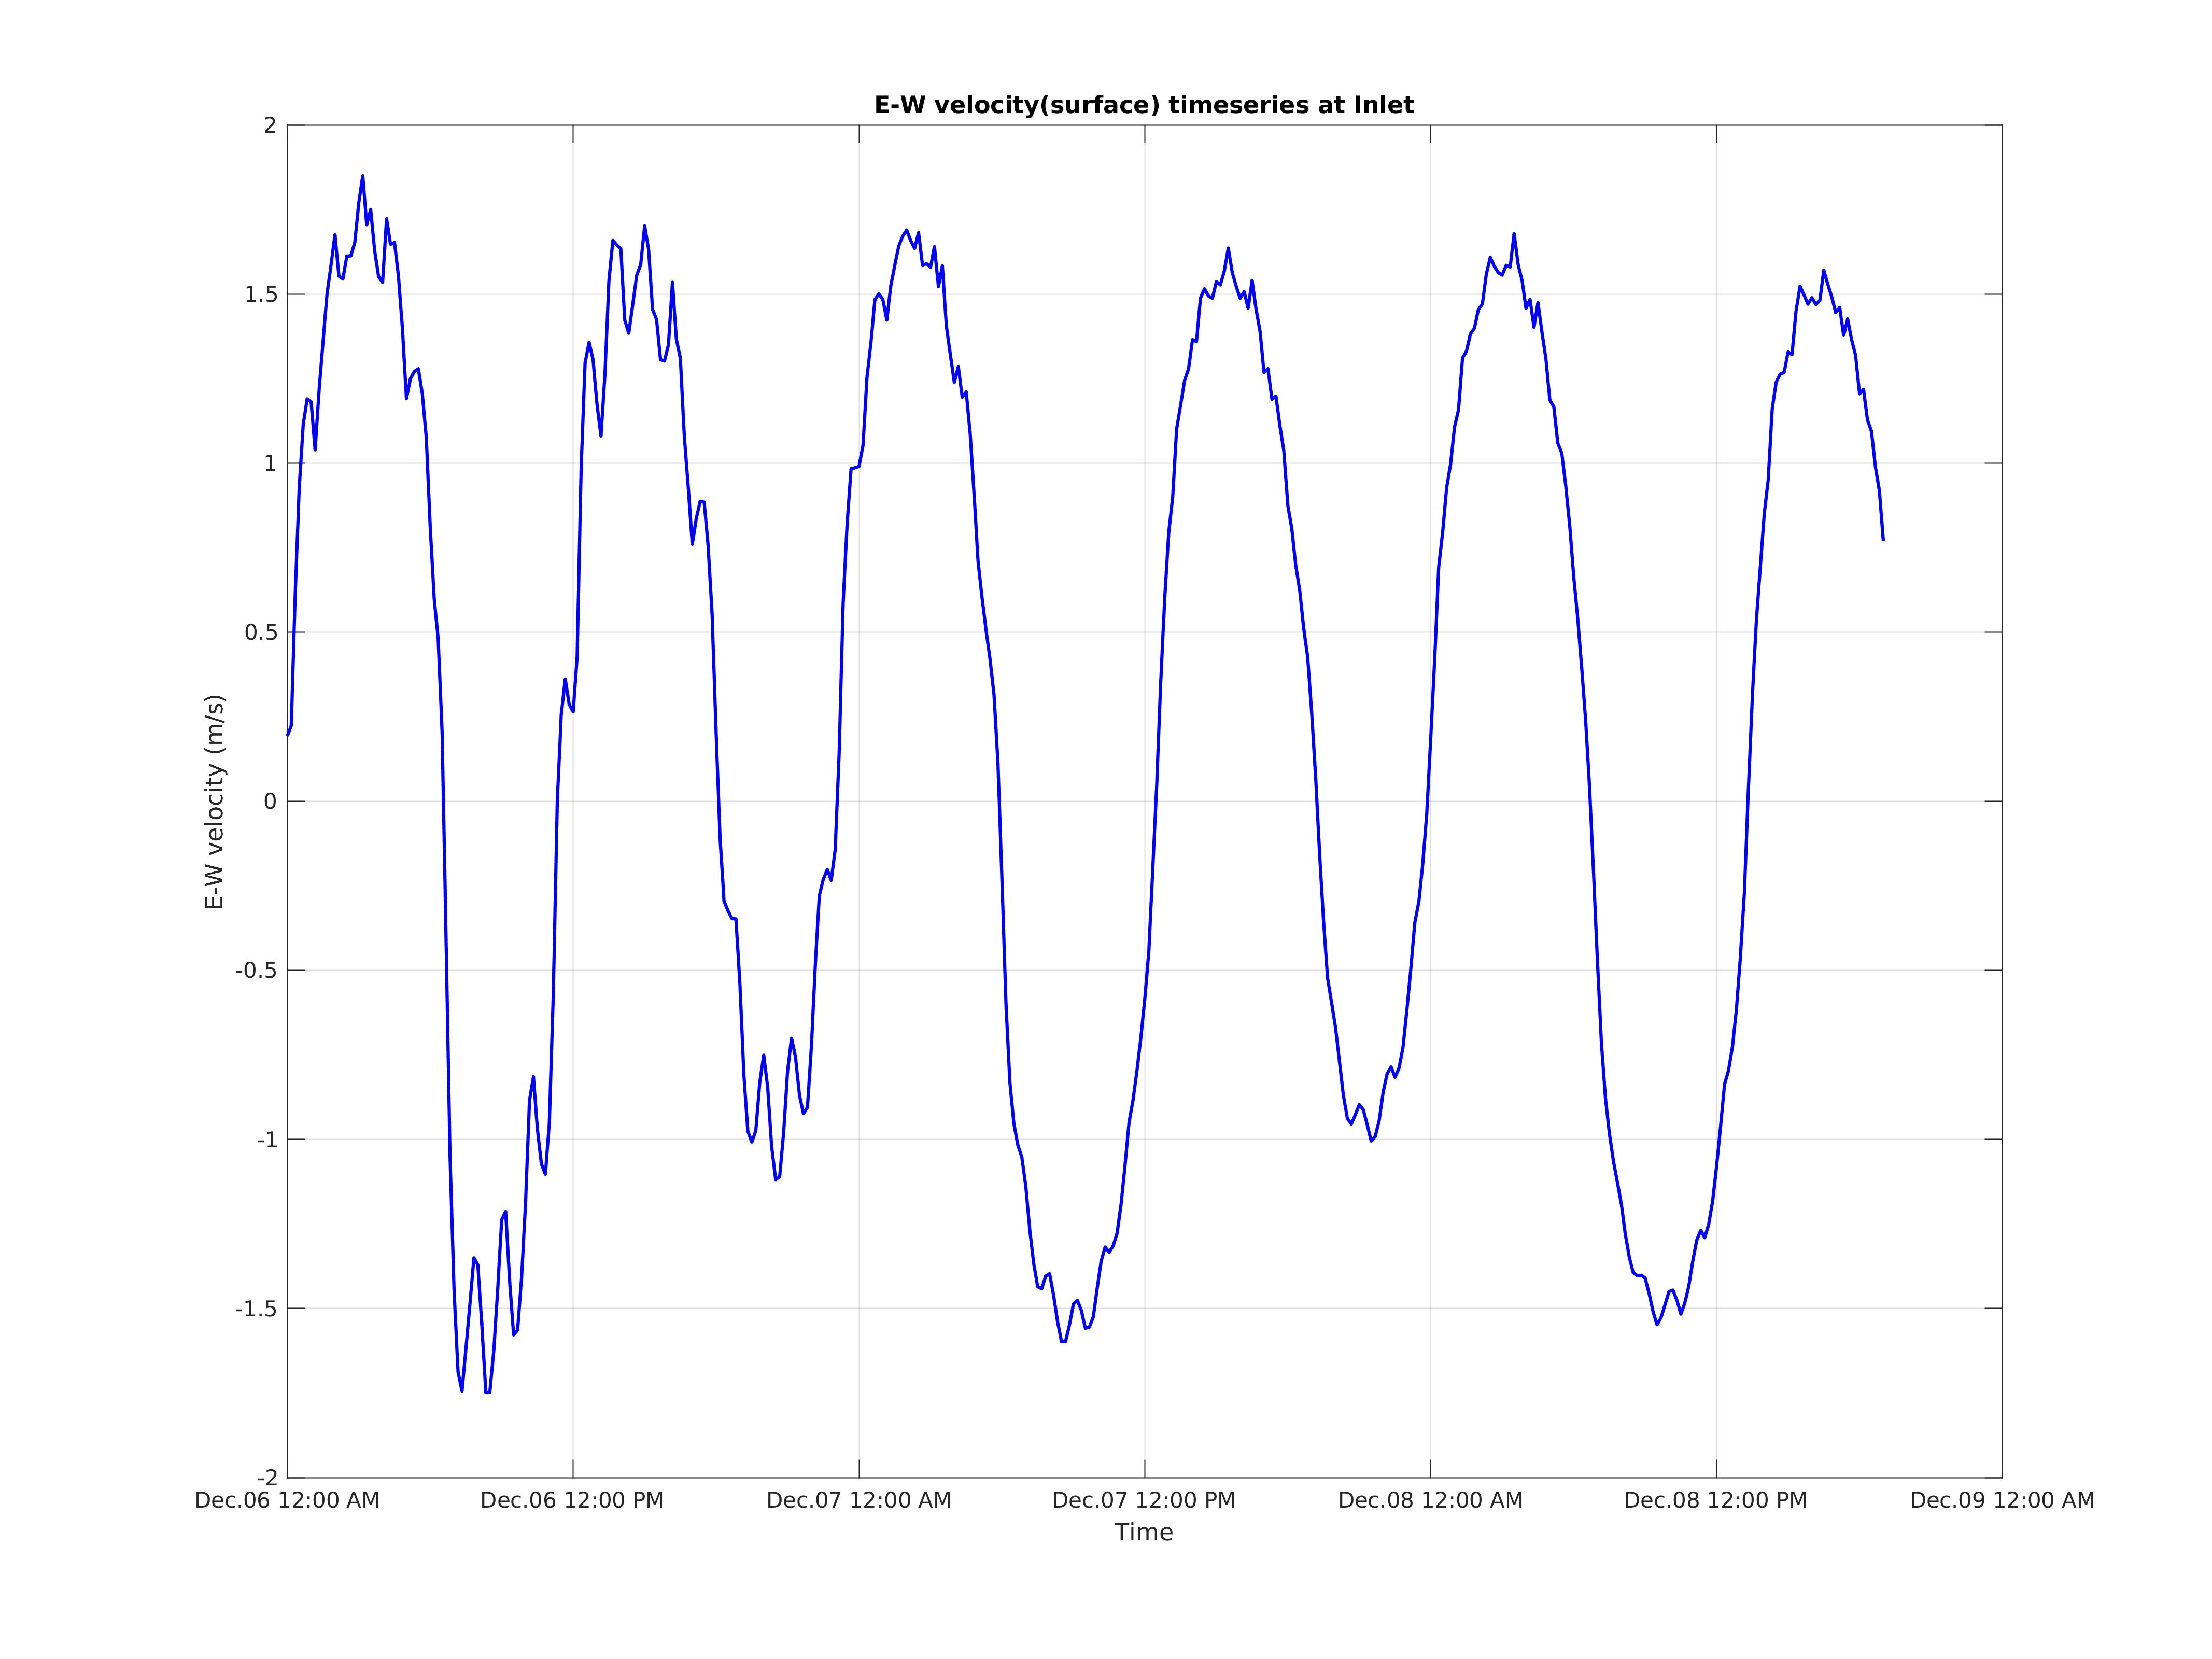 E-W velocity(surface) timeseries at Inlet
2
1.5
1
0.5
0
-0.5
-1
-1.5
-2
E-W velocity (m/s)
Dec.06 12:00 AM Dec.06 12:00 PM Dec.07 12:00 AM Dec.07 12:00 PM Dec.08 12:00 AM Dec.08 12:00 PM Dec.09 12:00 AM
Time